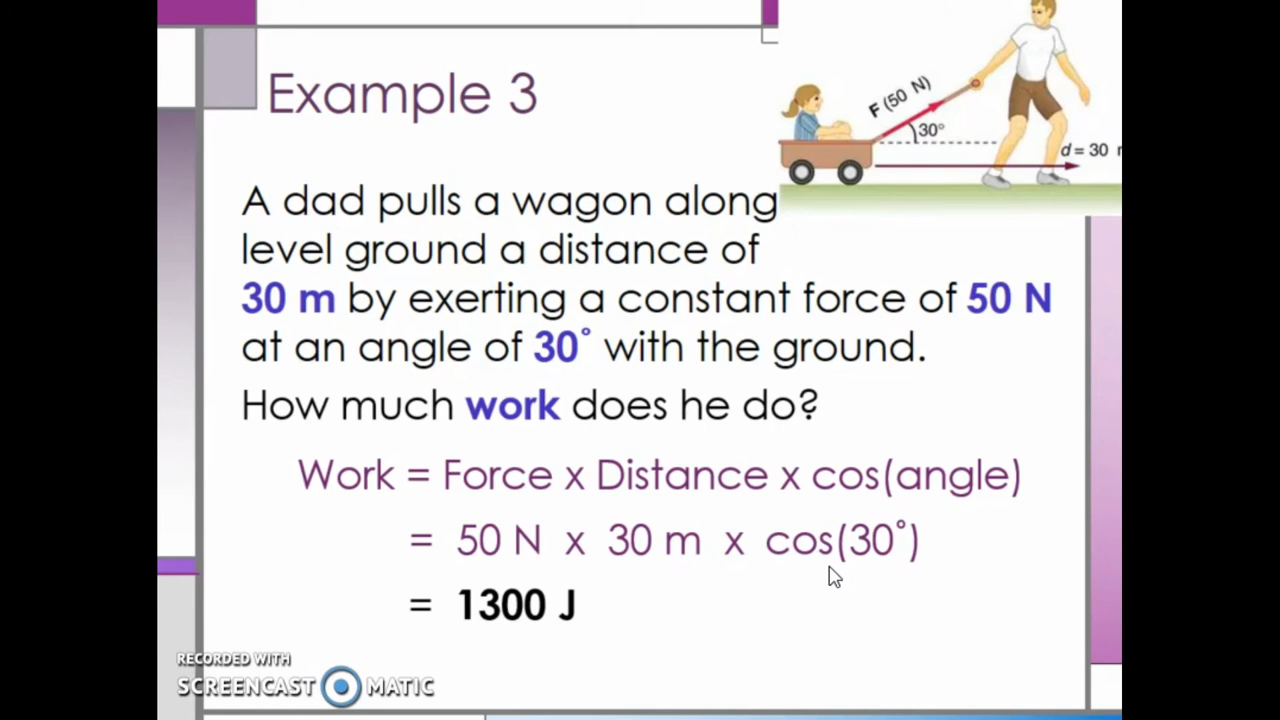 Example 3
F (50 N)
30°
d = 30
A dad pulls a wagon along
level ground a distance of
30 m by exerting a constant force of 50 N
at an angle of 30° with the ground.
How much work does he do?
Work = Force x Distance x cos(angle)
= 50 N x 30 m x cos(30°)
= 1300 J
RECORDED WITH
SCREENCAST MATIC